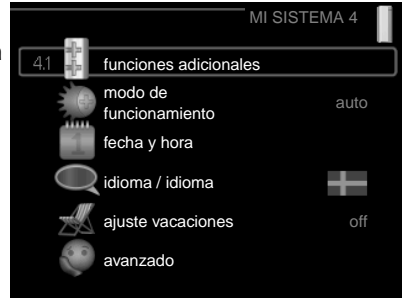 MI SISTEMA 4
4.1 funciones adicionales
modo de
funcionamiento auto
1
fecha y hora
idioma / idioma
ajuste vacaciones off
avanzado